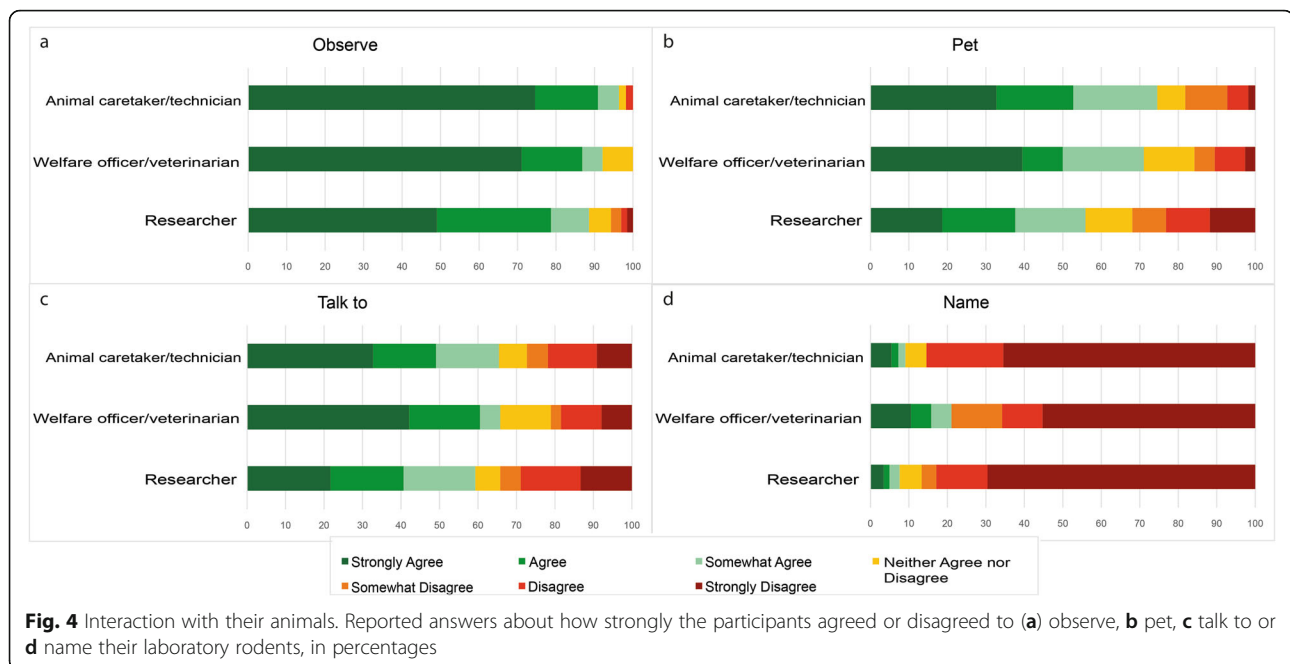 a
Observe
Animal caretaker/technician
Welfare officer/veterinarian
Researcher
0 10 20 30 40 50 60 70 80 90 100
b
Pet
Animal caretaker/technician
Welfare officer/veterinarian
Researcher
0 10 20 30 40 50 60 70 80 90 100
c
Talk to
Animal caretaker/technician
Welfare officer/veterinarian
Researcher
0 10 20 30 40 50 60 70 80 90 100
d
Name
Animal caretaker/technician
Welfare officer/veterinarian
Researcher
0 10 20 30 40 50 60 70 80 90 100
Strongly Agree
Agree
Somewhat Agree
Neither Agree nor
Disagree
Somewhat Disagree
Disagree
Strongly Disagree
Fig. 4 Interaction with their animals. Reported answers about how strongly the participants agreed or disagreed to (a) observe, b pet, c talk to or
d name their laboratory rodents, in percentages